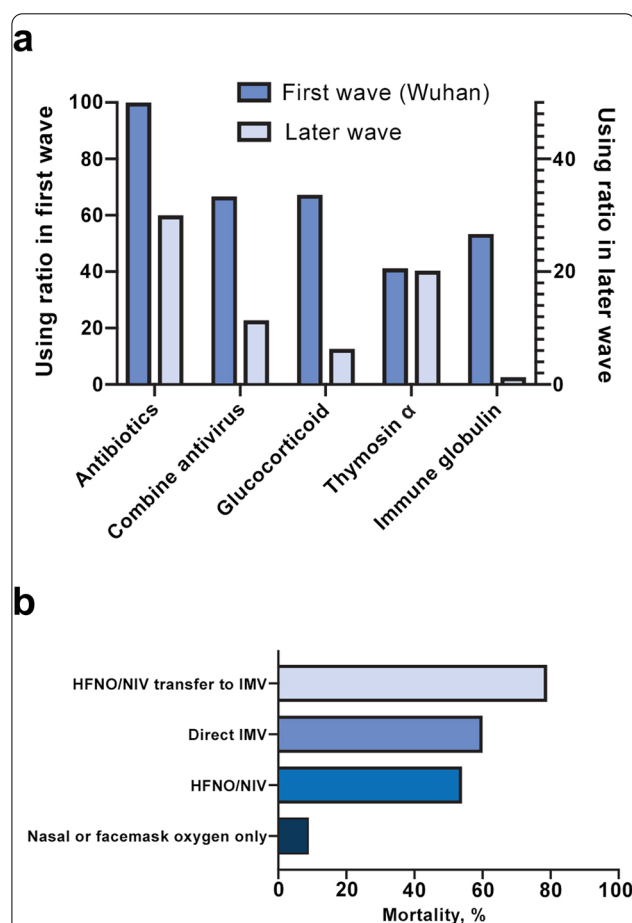 a
First wave (Wuhan)
Later wave
Using ratio in first wave
100
80
60
40
20
0
Using ratio in later wave
40
20
0
Antibiotics
Combine antivirus
Glucocorticoid
Thymosin α
Immune globulin
b
HFNO/NIV transfer to IMV
Direct IMV
HFNO/NIV
Nasal or facemask oxygen only
0 20 40 60 80 100
Mortality, %